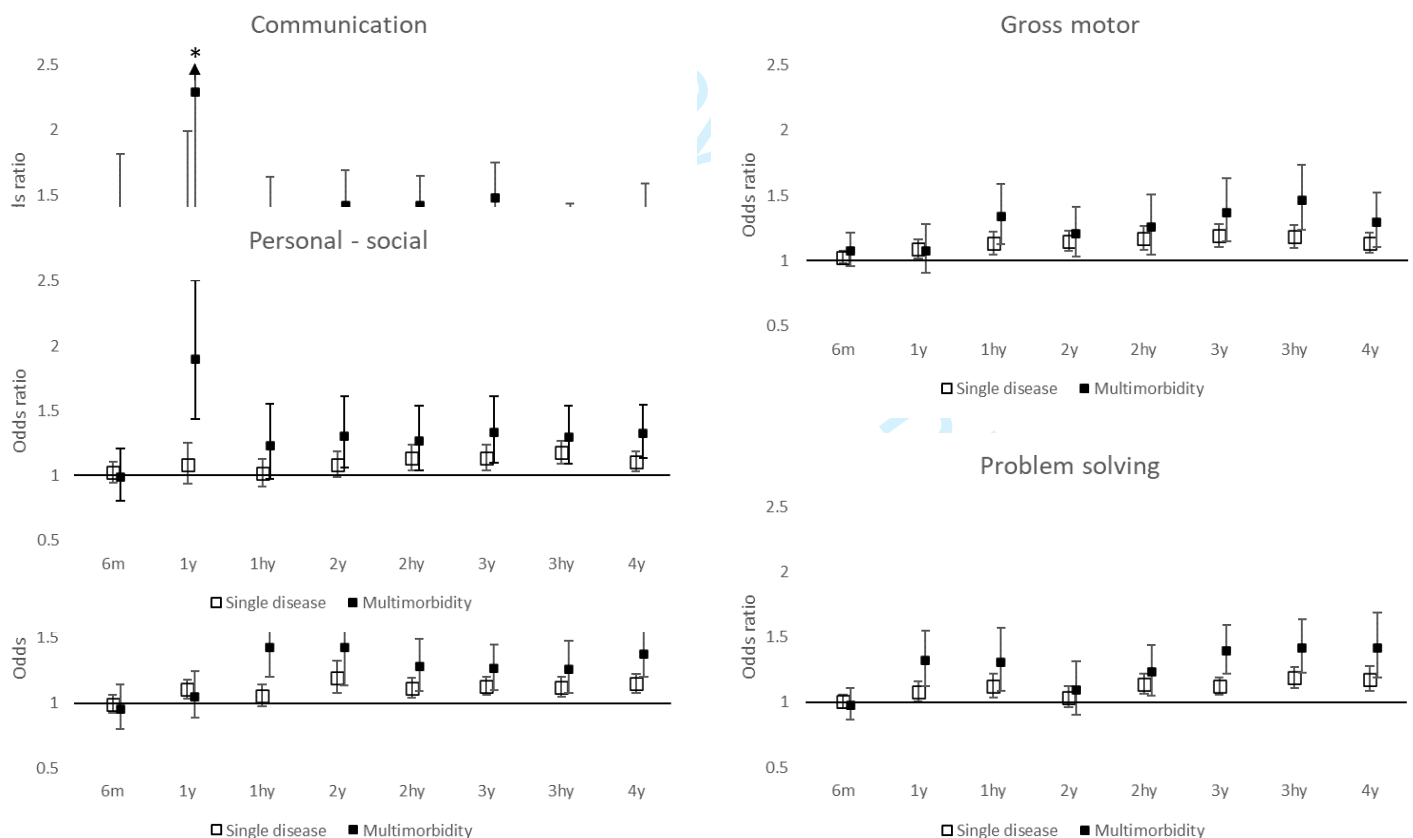 Communication
*
2.5
2
1.5
ls ratio
Personal - social
2.5
2
1.5
1
0.5
Odds ratio
6m 1y 1hy 2y 2hy 3y 3hy 4y
Single disease Multimorbidity
1.5
1
0.5
Odds
6m 1y 1hy 2y 2hy 3y 3hy 4y
Single disease Multimorbidity
Gross motor
2.5
2
1.5
1
0.5
Odds ratio
6m 1y 1hy 2y 2hy 3y 3hy 4y
Single disease Multimorbidity
Problem solving
2.5
2
1.5
1
0.5
Odds ratio
6m 1y 1hy 2y 2hy 3y 3hy 4y
Single disease Multimorbidity